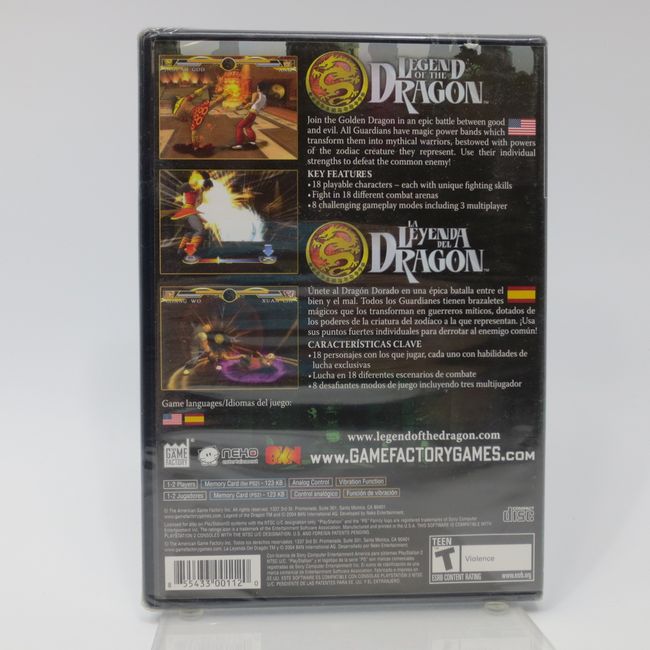 LEGEND
OF THE
DRAGON™
Join the Golden Dragon in an epic battle between good
and evil. All Guardians have magic power bands which
transform them into mythical warriors, bestowed with powers
of the zodiac creature they represent. Use their individual
strengths to defeat the common enemy!
KEY FEATURES
• 18 playable characters – each with unique fighting skills
• Fight in 18 different combat arenas
• 8 challenging gameplay modes including 3 multiplayer
LA
LEYENDA
DEL
DRAGON™
Únete al Dragón Dorado en una épica batalla entre el
bien y el mal. Todos los Guardianes tienen brazaletes
mágicos que los transforman en guerreros míticos, dotados de
los poderes de la criatura del zodíaco a la que representan. ¡Usa
sus puntos fuertes individuales para derrotar al enemigo común!
CARACTERÍSTICAS CLAVE
• 18 personajes con los que jugar, cada uno con habilidades de
lucha exclusivas
• Lucha en 18 diferentes escenarios de combate
• 8 desafiantes modos de juego incluyendo tres multijugador
Game languages/Idiomas del juego:
www.legendofthedragon.com
THE
GAME
FACTORY
NEKO
entertainment
BKN
WWW.GAMEFACTORYGAMES.COM
1-2 Players
Memory Card (for PS2) – 123 KB
Analog Control
Vibration Function
1-2 Jugadores
Memory Card (PS2) – 123 KB
Control analógico
Función de vibración
COMPACT
disc
TEEN
T
Violence
ESRB CONTENT RATING
www.esrb.org
8 55433 00112 0